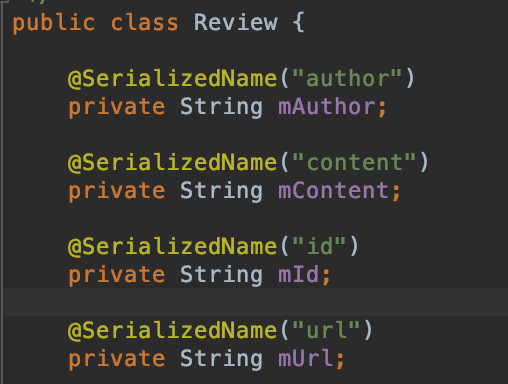 public class Review {
@SerializedName("author")
private String mAuthor;
@SerializedName("content")
private String mContent;
@SerializedName("id")
private String mId;
@SerializedName("url")
private String mUrl;